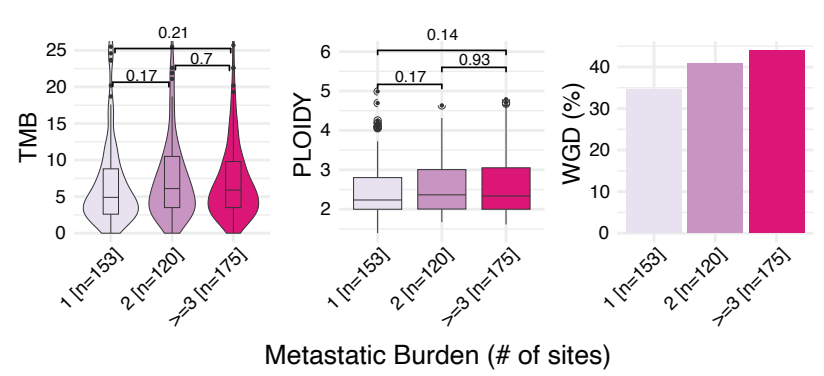 TMB
25
20
15
10
5
0
0.21
0.17
0.7
1 [n=153]
2 [n=120]
>=3 [n=175]
PLOIDY
6
5
4
3
2
0.14
0.17
0.93
1 [n=153]
2 [n=120]
>=3 [n=175]
WGD (%)
40
30
20
10
0
1 [n=153]
2 [n=120]
>=3 [n=175]
Metastatic Burden (# of sites)